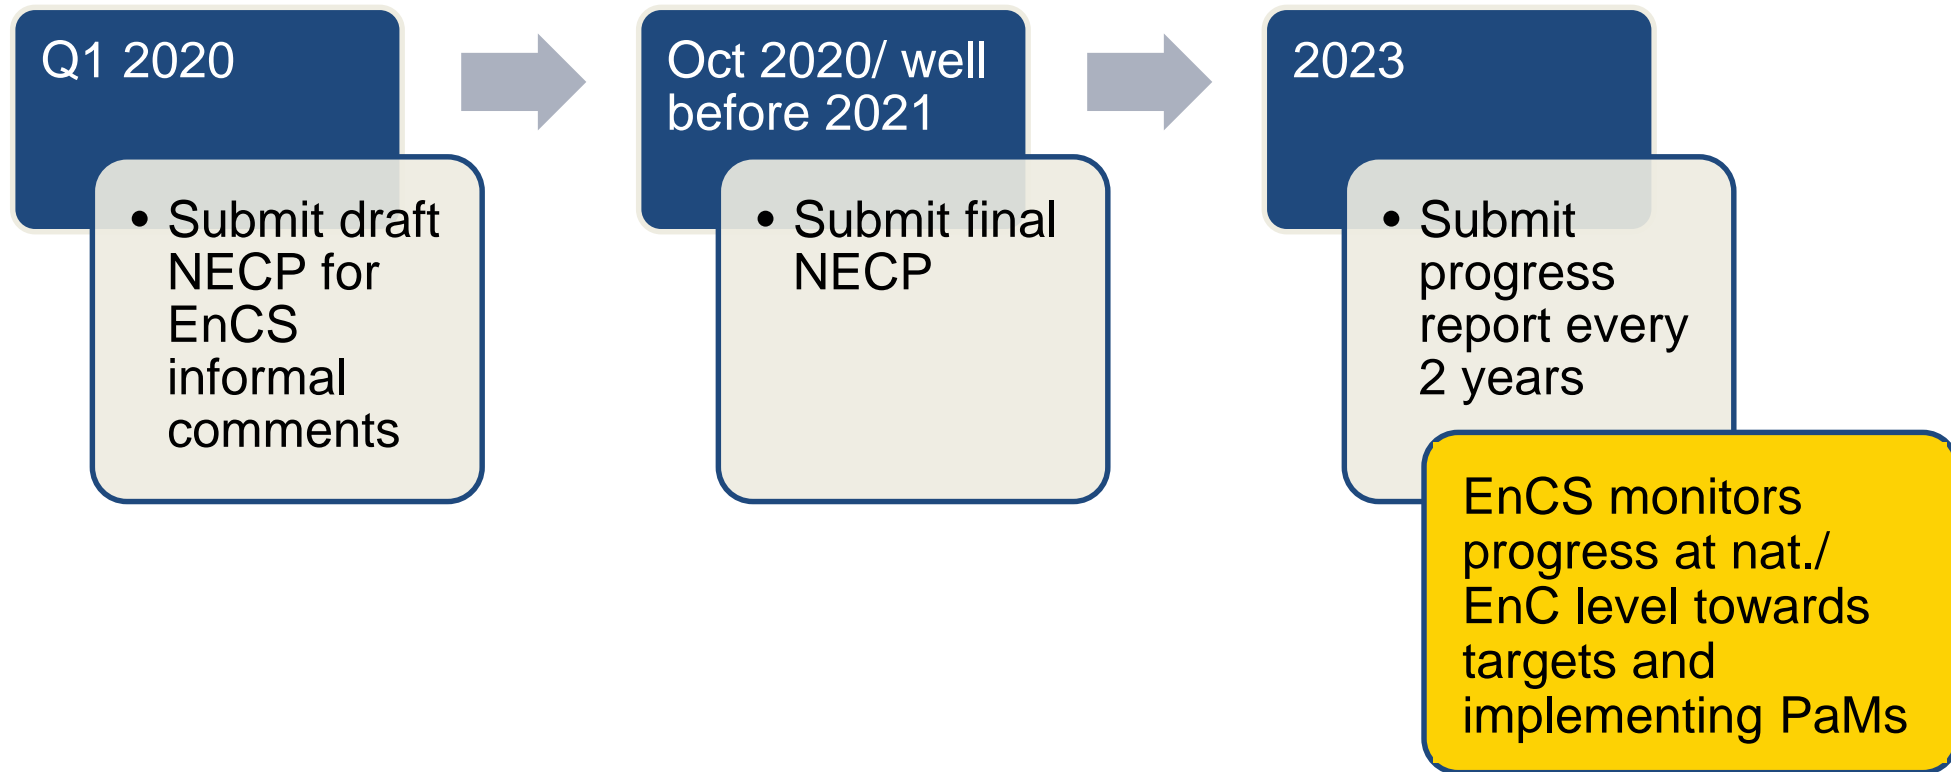 Q1 2020
• Submit draft
NECP for
EnCS
informal
comments
Oct 2020/ well
before 2021
• Submit final
NECP
2023
• Submit
progress
report every
2 years
EnCS monitors
progress at nat./
EnC level towards
targets and
implementing PaMs